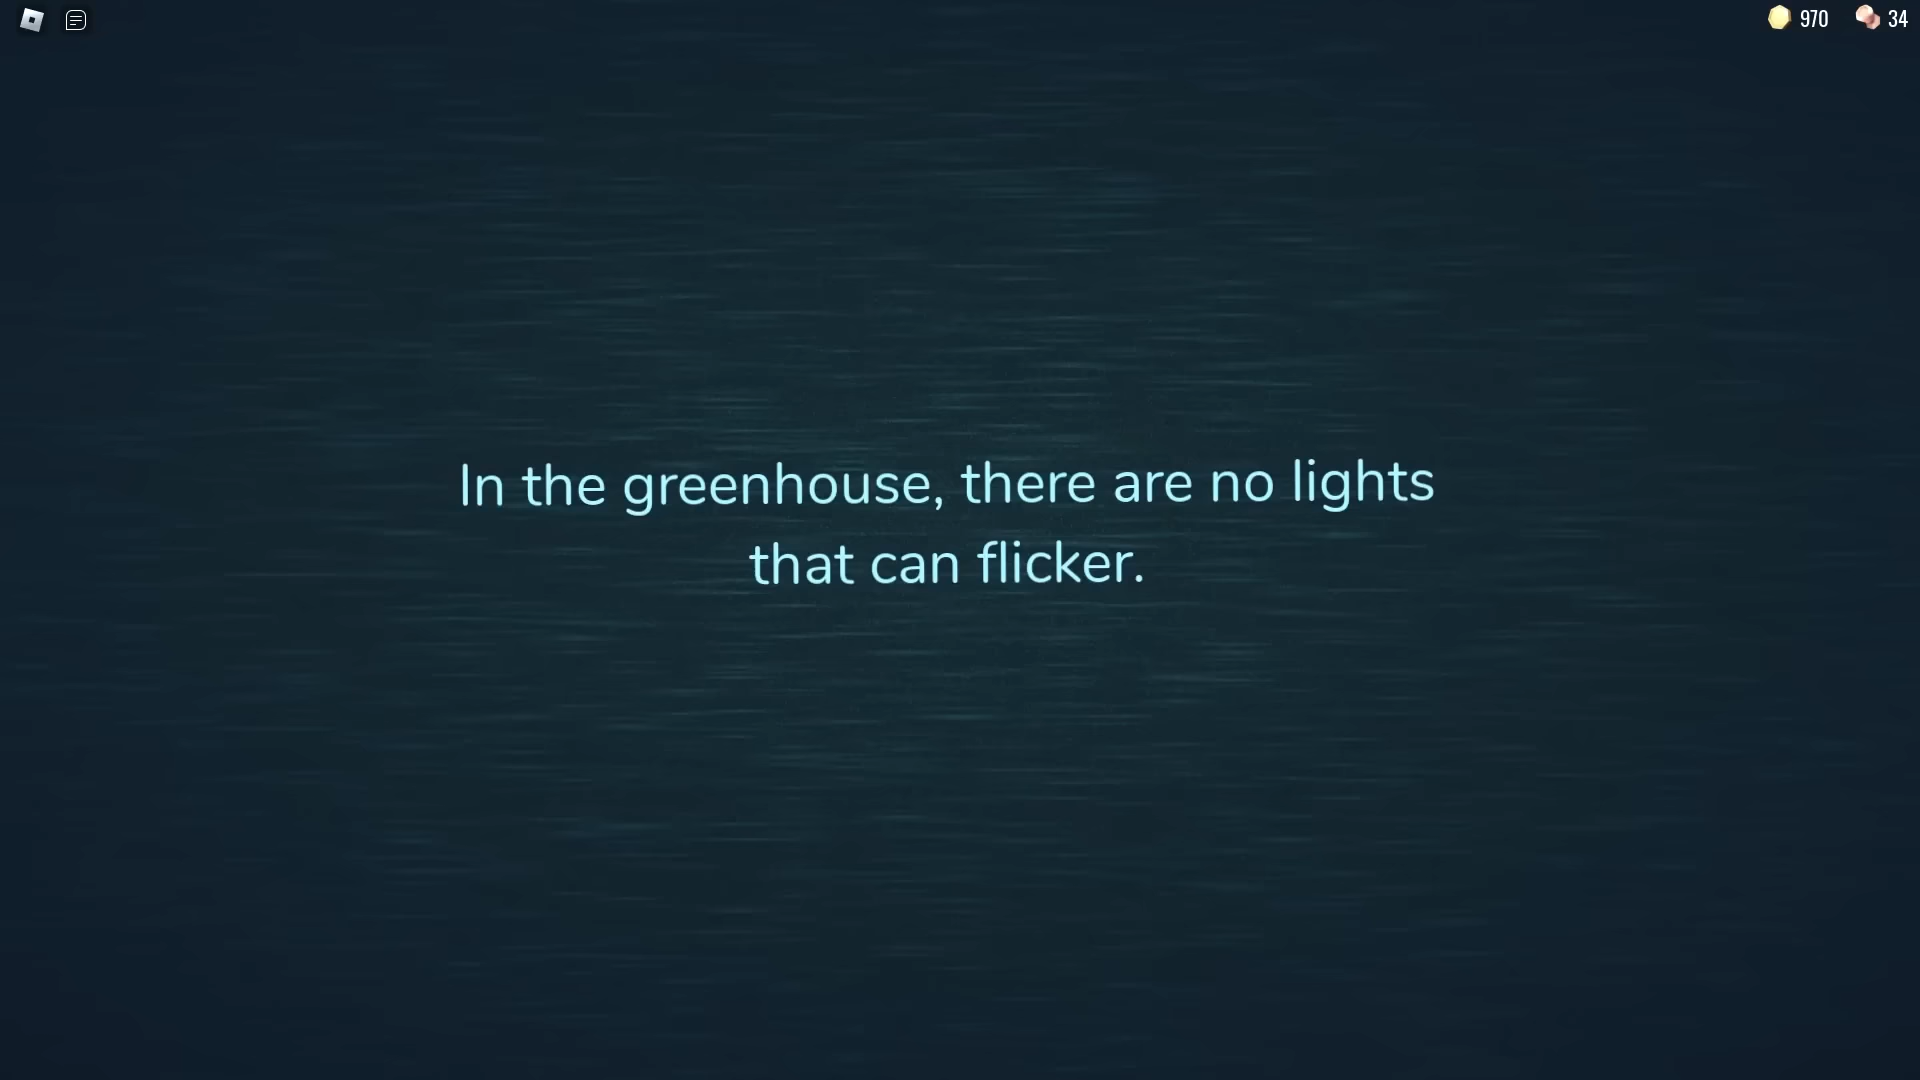 970 34
In the greenhouse, there are no lights
that can flicker.